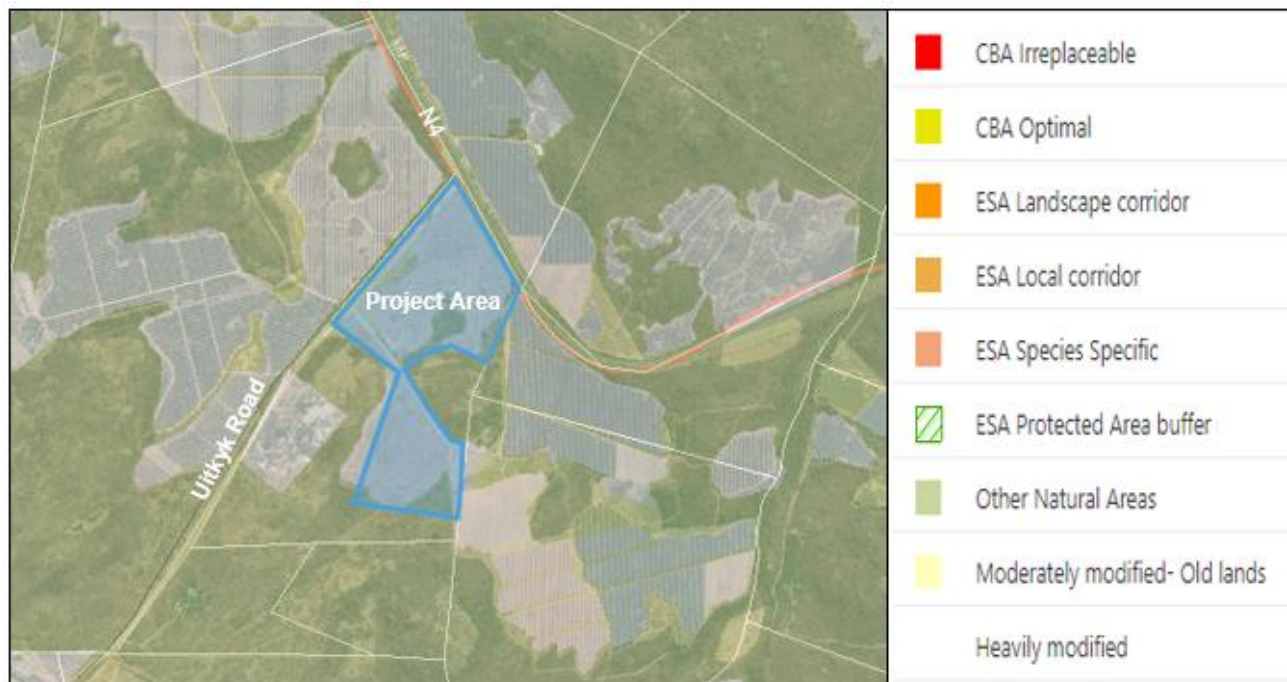 N4
Project Area
Uitkyk Road
CBA Irreplaceable
CBA Optimal
ESA Landscape corridor
ESA Local corridor
ESA Species Specific
ESA Protected Area buffer
Other Natural Areas
Moderately modified- Old lands
Heavily modified